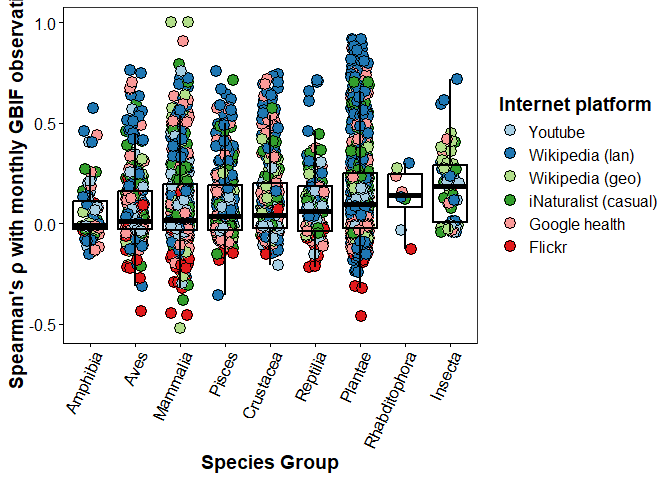 Spearman's ρ with monthly GBIF observati
1.0
0.5
0.0
-0.5
Amphibia
Aves
Mammalia
Pisces
Crustacea
Reptilia
Plantae
Rhabditophora
Insecta
Species Group
Internet platform
Youtube
Wikipedia (lan)
Wikipedia (geo)
iNaturalist (casual)
Google health
Flickr